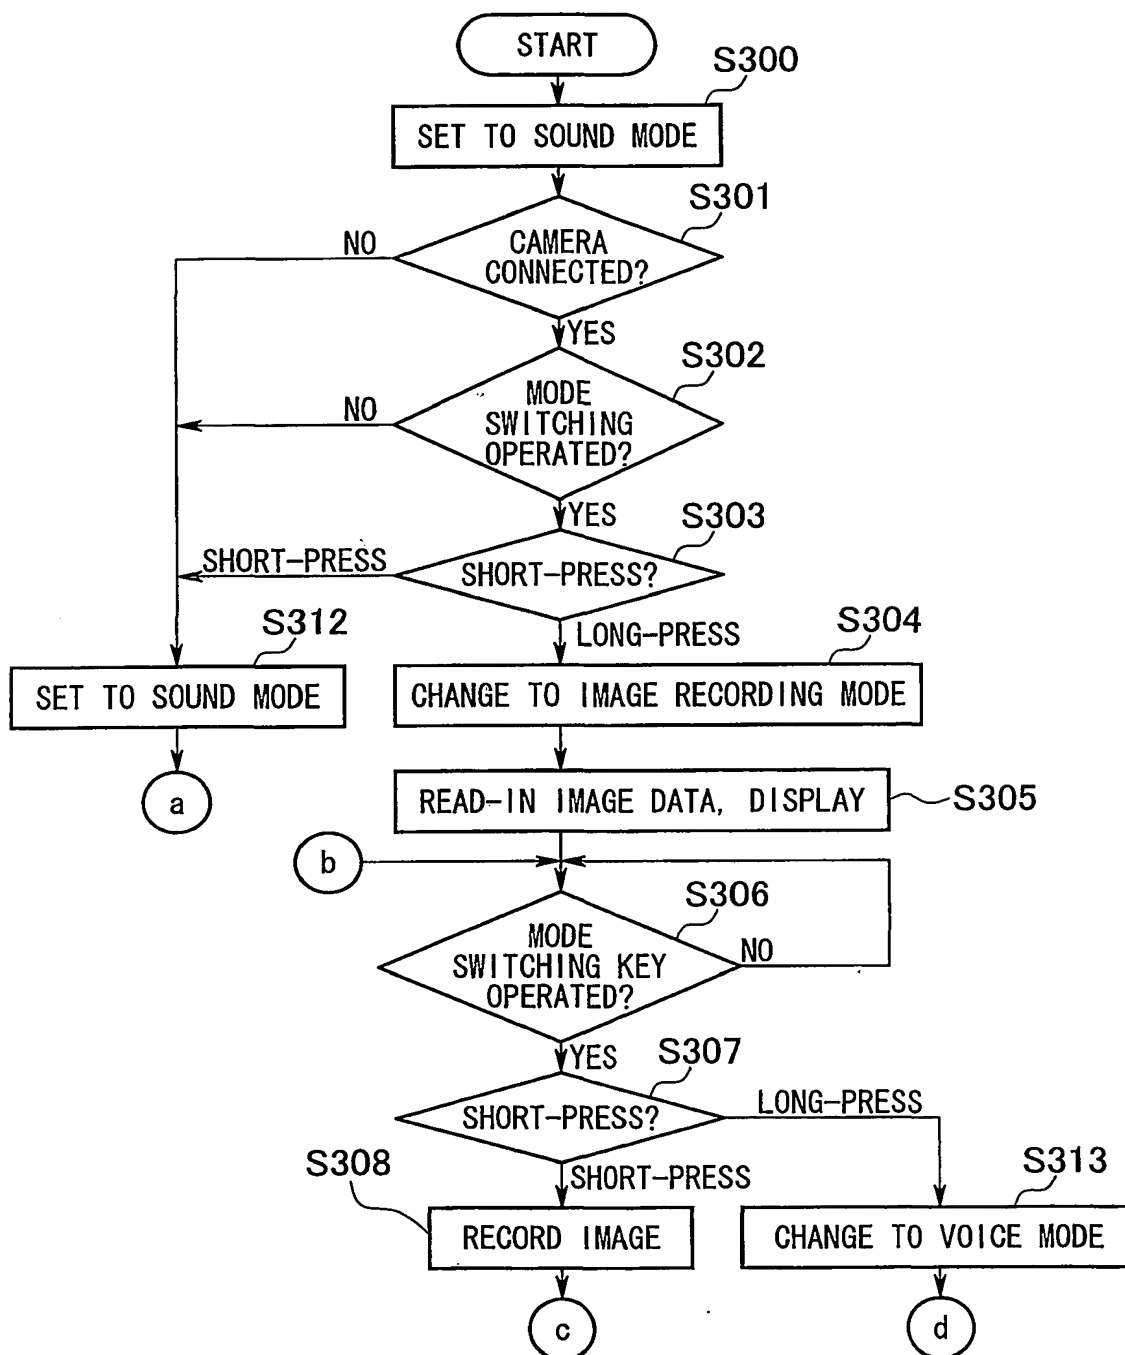 START
S300
SET TO SOUND MODE
S301
CAMERA
CONNECTED?
NO
YES
S302
MODE
SWITCHING
OPERATED?
NO
YES
S303
SHORT-PRESS?
SHORT-PRESS
LONG-PRESS
S312
SET TO SOUND MODE
a
S304
CHANGE TO IMAGE RECORDING MODE
READ-IN IMAGE DATA, DISPLAY
S305
b
S306
MODE
SWITCHING KEY
OPERATED?
NO
YES
S307
SHORT-PRESS?
LONG-PRESS
SHORT-PRESS
S308
RECORD IMAGE
S313
CHANGE TO VOICE MODE
c
d